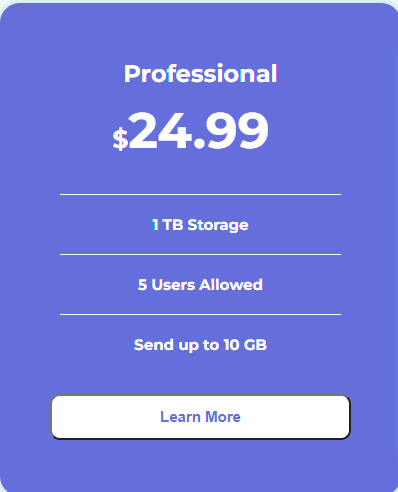 Professional
$24.99
1 TB Storage
5 Users Allowed
Send up to 10 GB
Learn More